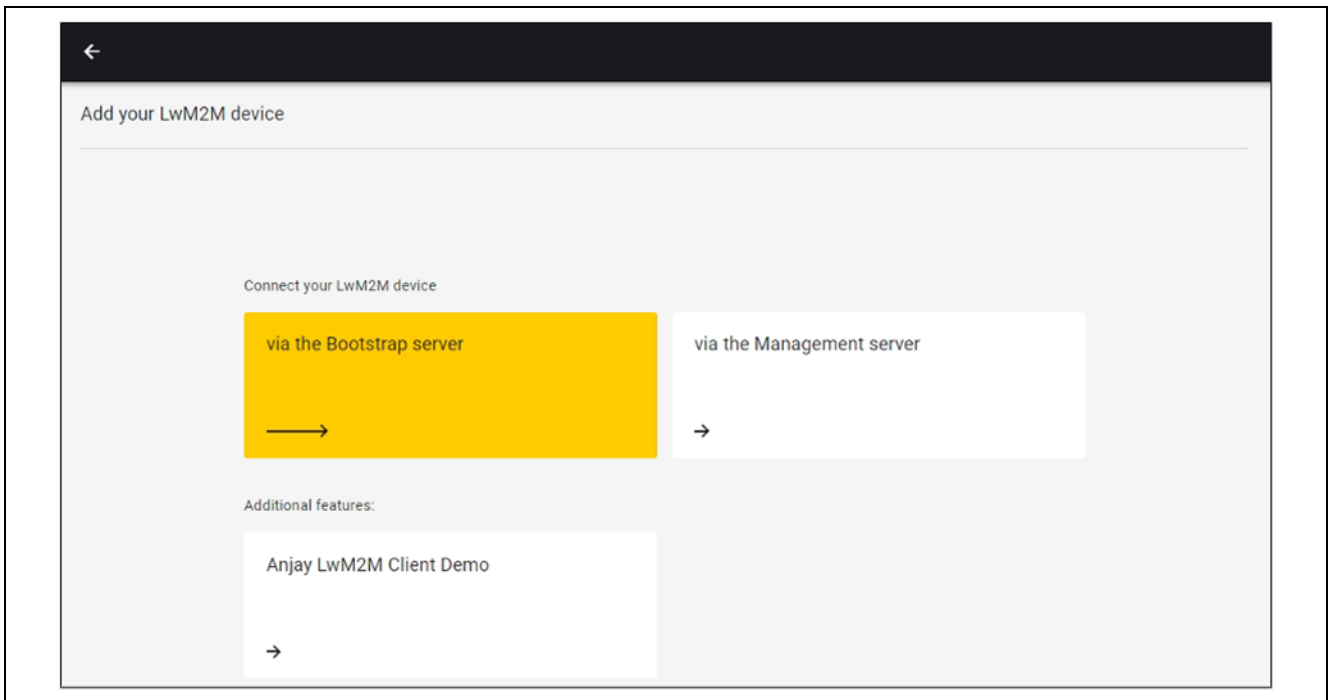 Add your LwM2M device
Connect your LwM2M device
via the Bootstrap server
via the Management server
Additional features:
Anjay LwM2M Client Demo